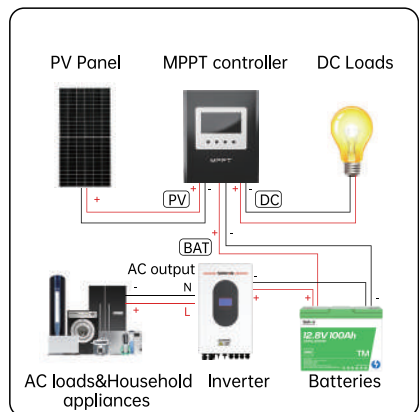 PV Panel
MPPT controller
DC Loads
MPPT
+
-
+
-
+
-
PV
DC
+
-
BAT
AC output
-
N
+
L
-
+
+
-
12.8V 100Ah
TM
AC loads&Household
appliances
Inverter
Batteries